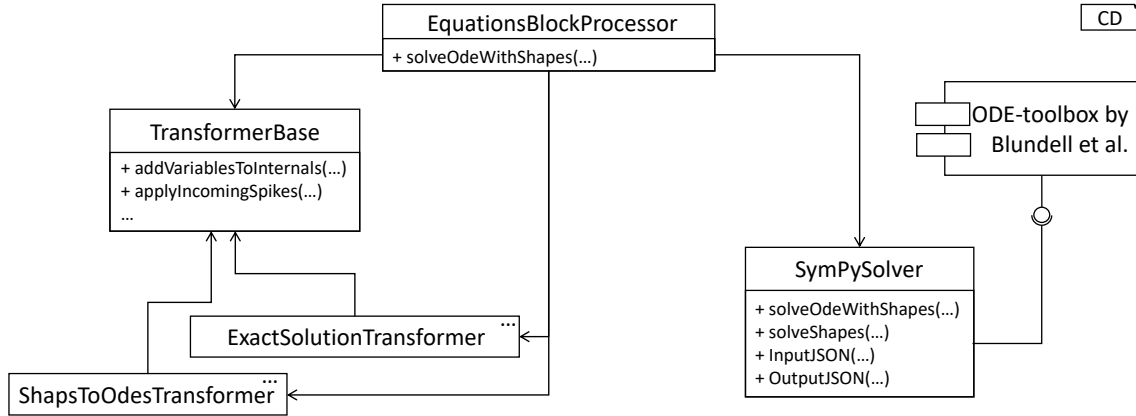 EquationsBlockProcessor
+ solveOdeWithShapes(...)
CD
TransformerBase
+ addVariablesToInternals(...)
+ applyIncomingSpikes(...)
...
ODE-toolbox by
Blundell et al.
SymPySolver
+ solveOdeWithShapes(...)
+ solveShapes(...)
+ InputJSON(...)
+ OutputJSON(...)
...
ExactSolutionTransformer
...
ShapsToOdesTransformer